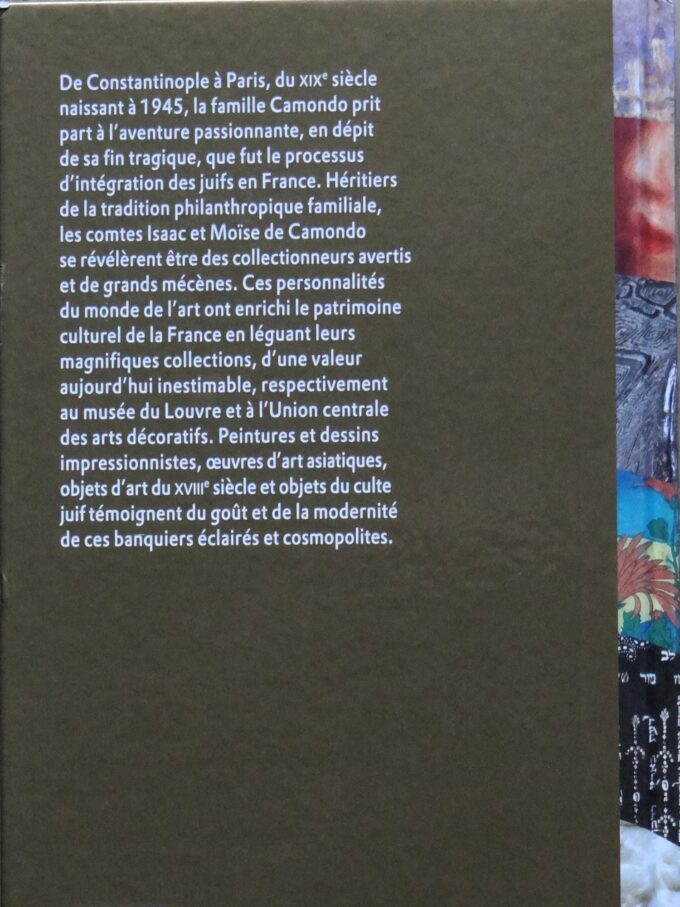 De Constantinople à Paris, du XIXe siècle
naissant à 1945, la famille Camondo prit
part à l’aventure passionnante, en dépit
de sa fin tragique, que fut le processus
d’intégration des juifs en France. Héritiers
de la tradition philanthropique familiale,
les comtes Isaac et Moïse de Camondo
se révélèrent être des collectionneurs avertis
et de grands mécènes. Ces personnalités
du monde de l’art ont enrichi le patrimoine
culturel de la France en léguant leurs
magnifiques collections, d’une valeur
aujourd’hui inestimable, respectivement
au musée du Louvre et à l’Union centrale
des arts décoratifs. Peintures et dessins
impressionnistes, œuvres d’art asiatiques,
objets d’art du XVIIIe siècle et objets du culte
juif témoignent du goût et de la modernité
de ces banquiers éclairés et cosmopolites.